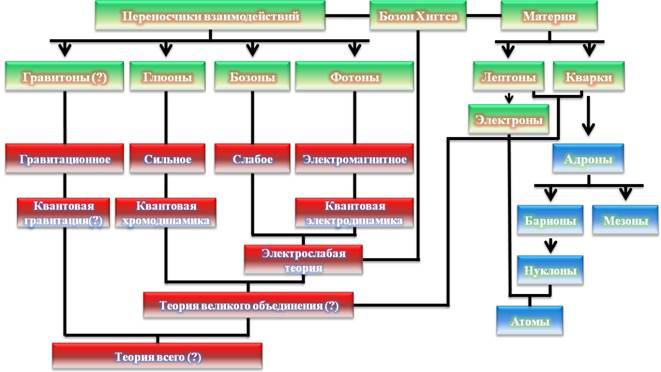 Переносчики взаимодействий
Бозон Хиггса
Материя
Гравитоны (?)
Глюоны
Бозоны
Фотоны
Лептоны
Кварки
Электроны
Гравитационное
Сильное
Слабое
Электромагнитное
Адроны
Квантовая
гравитация(?)
Квантовая
хромодинамика
Квантовая
электродинамика
Барионы
Мезоны
Электрослабая
теория
Нуклоны
Теория великого объединения (?)
Атомы
Теория всего (?)